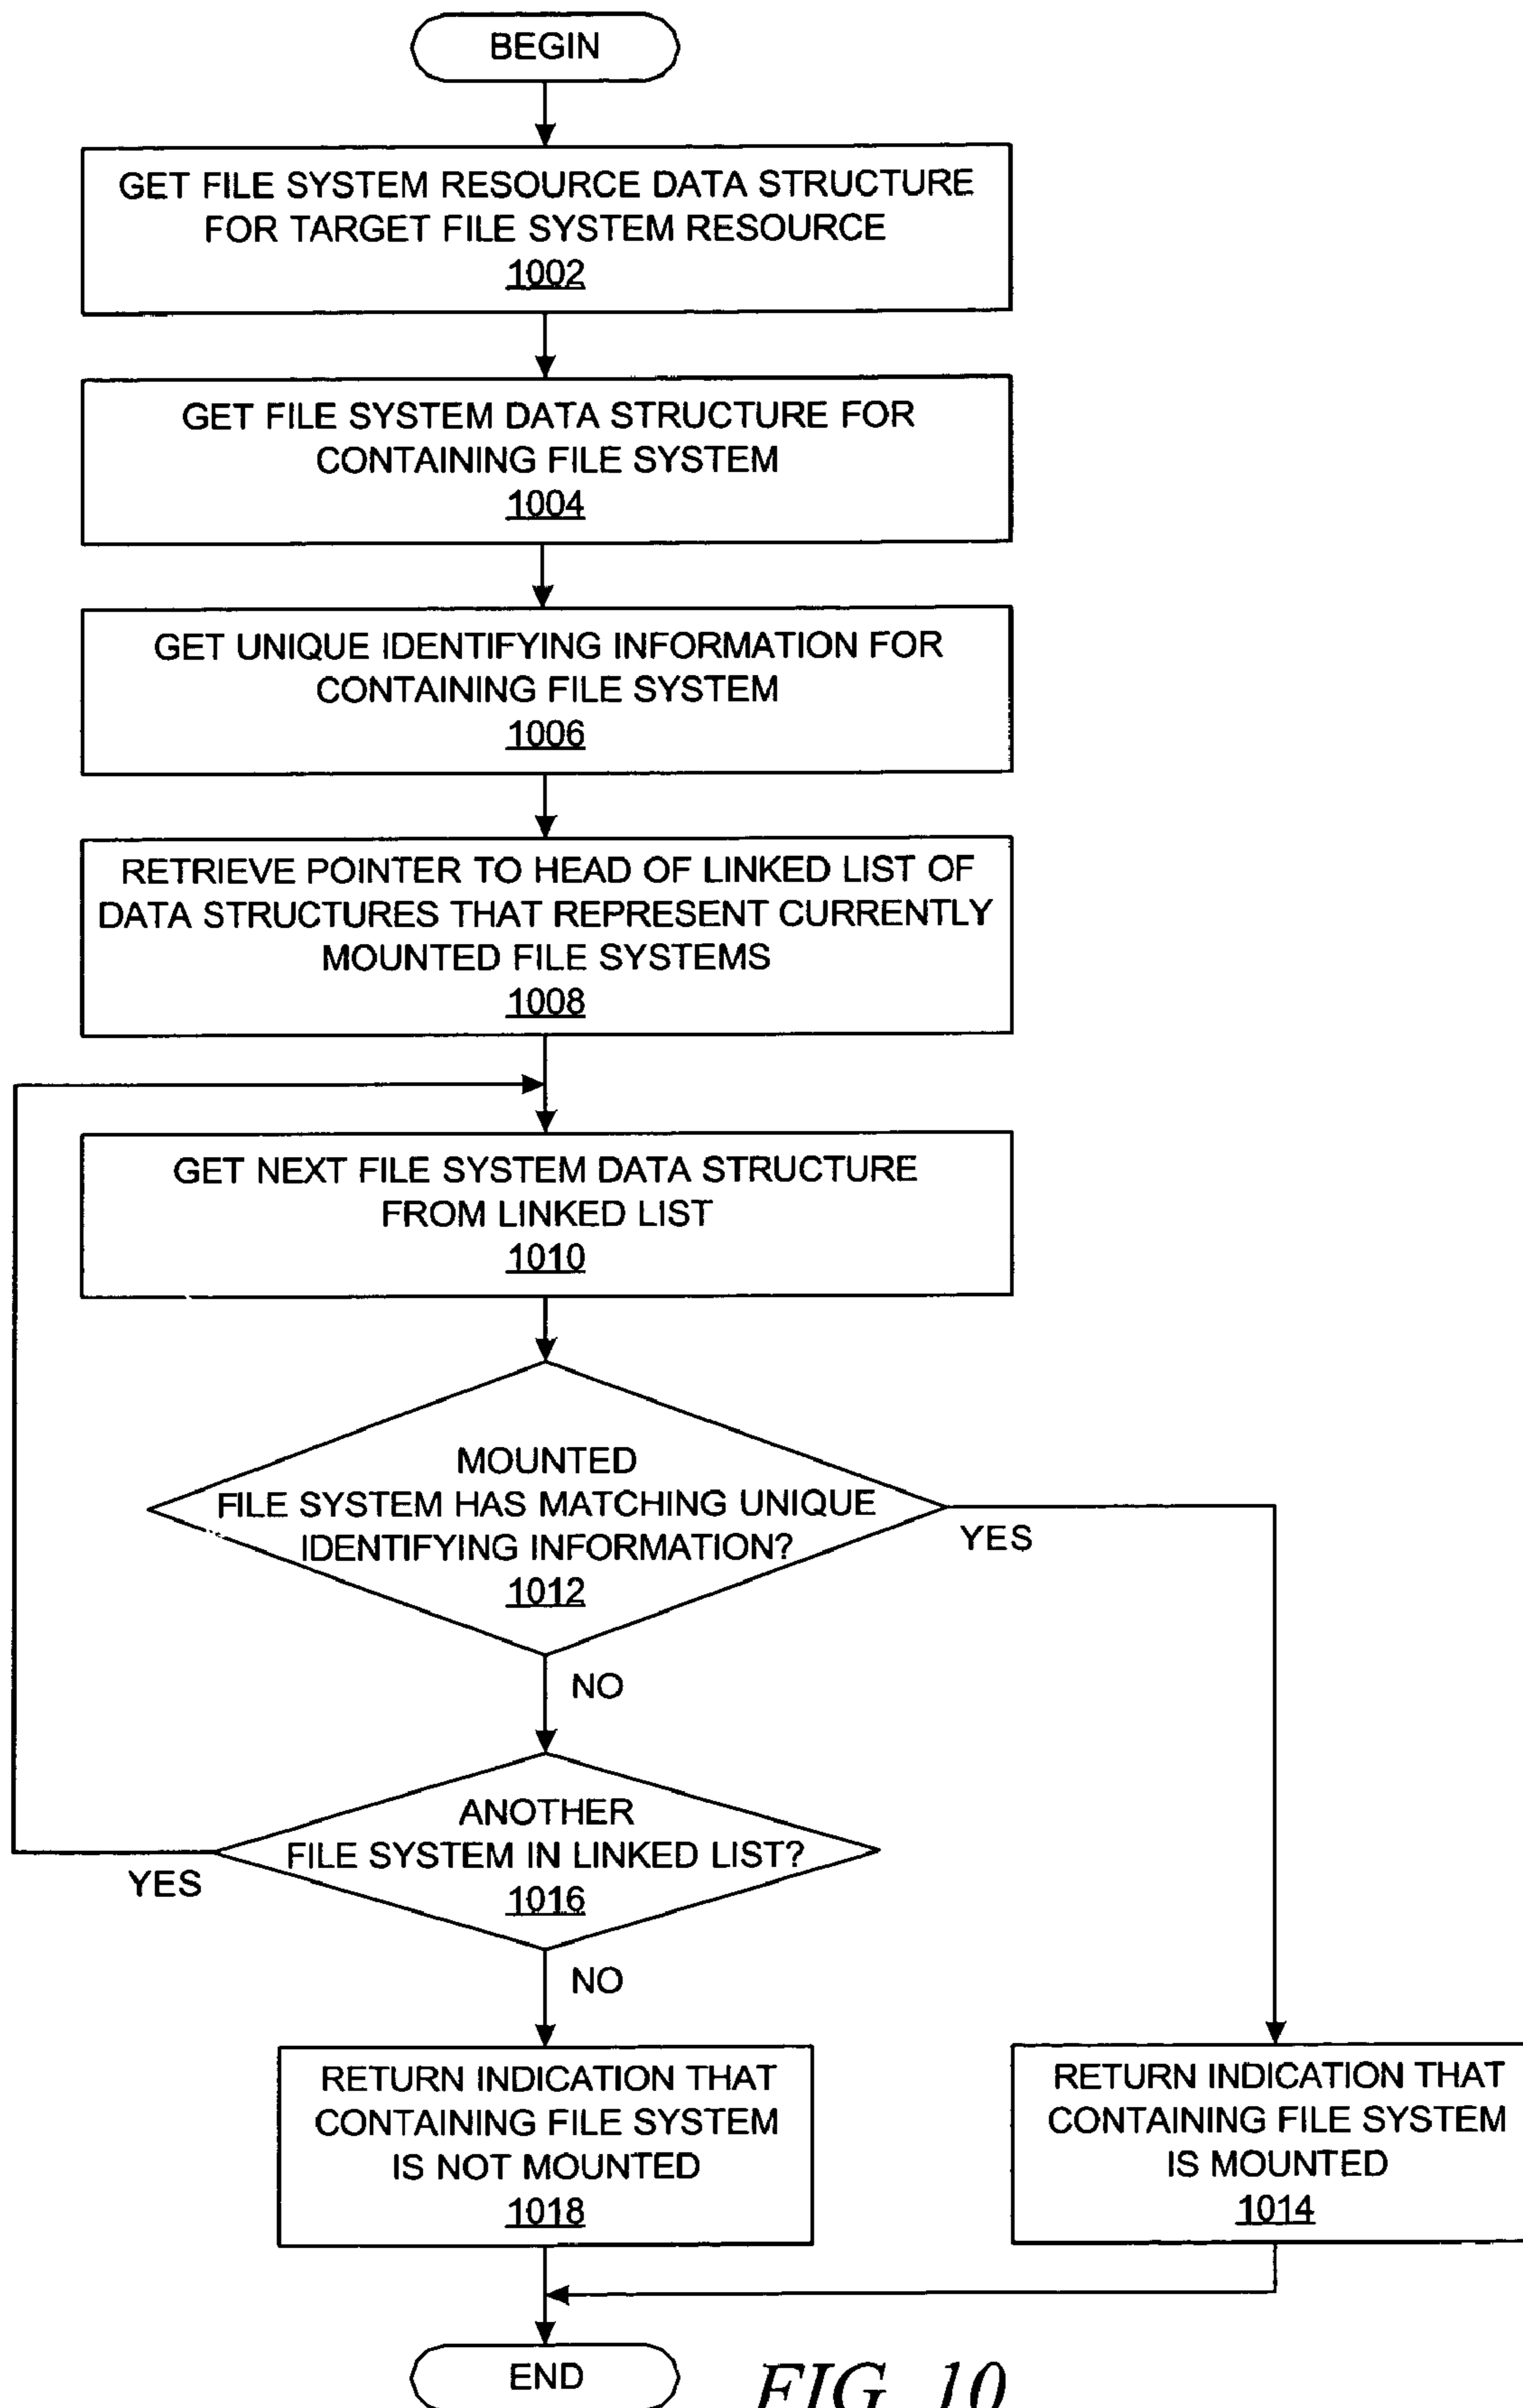 BEGIN
GET FILE SYSTEM RESOURCE DATA STRUCTURE
FOR TARGET FILE SYSTEM RESOURCE
1002
GET FILE SYSTEM DATA STRUCTURE FOR
CONTAINING FILE SYSTEM
1004
GET UNIQUE IDENTIFYING INFORMATION FOR
CONTAINING FILE SYSTEM
1006
RETRIEVE POINTER TO HEAD OF LINKED LIST OF
DATA STRUCTURES THAT REPRESENT CURRENTLY
MOUNTED FILE SYSTEMS
1008
GET NEXT FILE SYSTEM DATA STRUCTURE
FROM LINKED LIST
1010
MOUNTED
FILE SYSTEM HAS MATCHING UNIQUE
IDENTIFYING INFORMATION?
1012
YES
NO
ANOTHER
FILE SYSTEM IN LINKED LIST?
1016
YES
NO
RETURN INDICATION THAT
CONTAINING FILE SYSTEM
IS NOT MOUNTED
1018
RETURN INDICATION THAT
CONTAINING FILE SYSTEM
IS MOUNTED
1014
END
FIG. 10